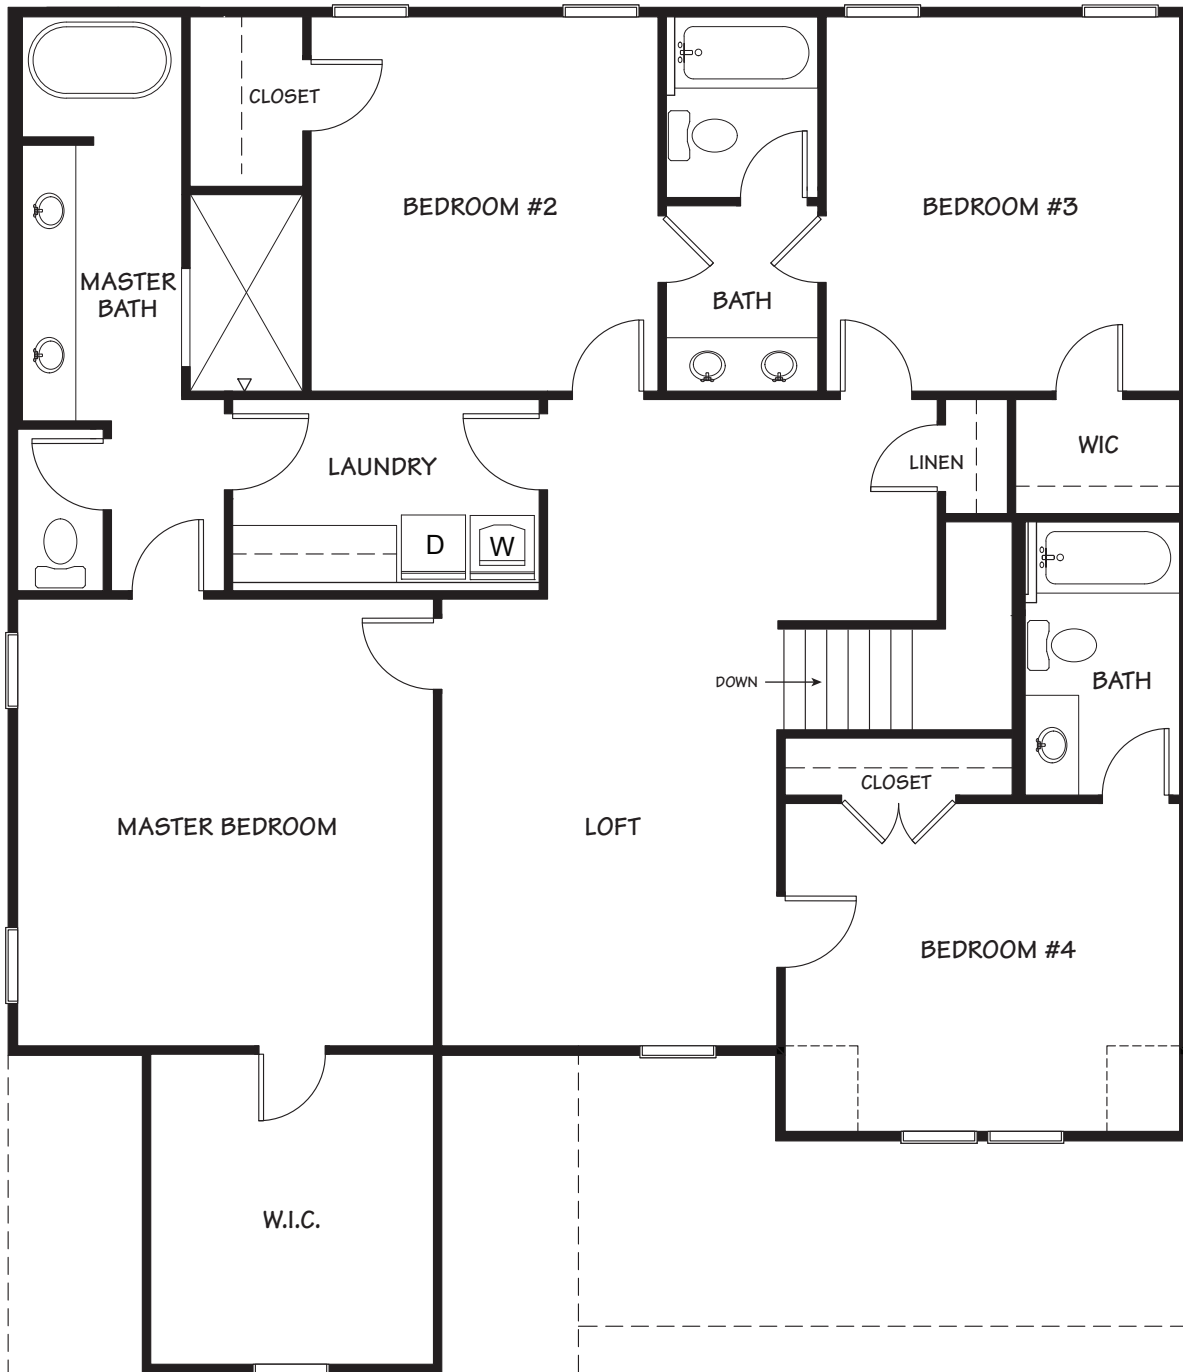 CLOSET
BEDROOM #2
BEDROOM #3
MASTER
BATH
BATH
LAUNDRY
LINEN
WIC
D
W
DOWN
BATH
CLOSET
MASTER BEDROOM
LOFT
BEDROOM #4
W.I.C.